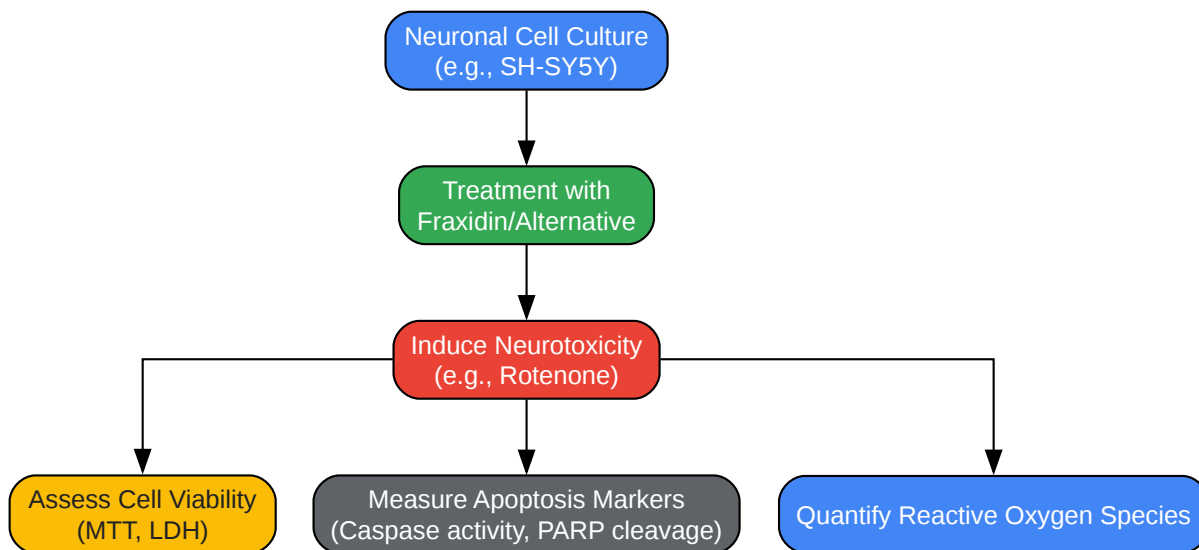 Neuronal Cell Culture
(e.g., SH-SY5Y)
Treatment with
Fraxidin/Alternative
Induce Neurotoxicity
(e.g., Rotenone)
Assess Cell Viability
(MTT, LDH)
Measure Apoptosis Markers
(Caspase activity, PARP cleavage)
Quantify Reactive Oxygen Species